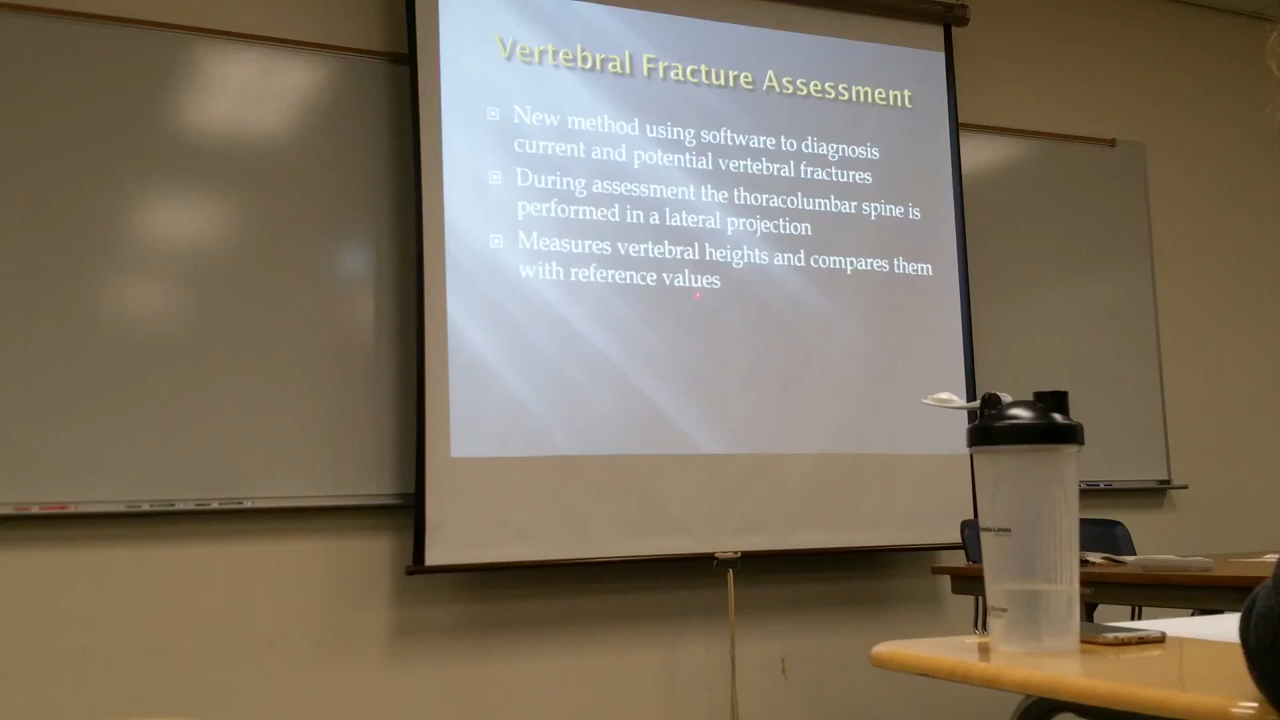 Vertebral Fracture Assessment
New method using software to diagnosis
current and potential vertebral fractures
During assessment the thoracolumbar spine is
performed in a lateral projection
Measures vertebral heights and compares them
with reference values